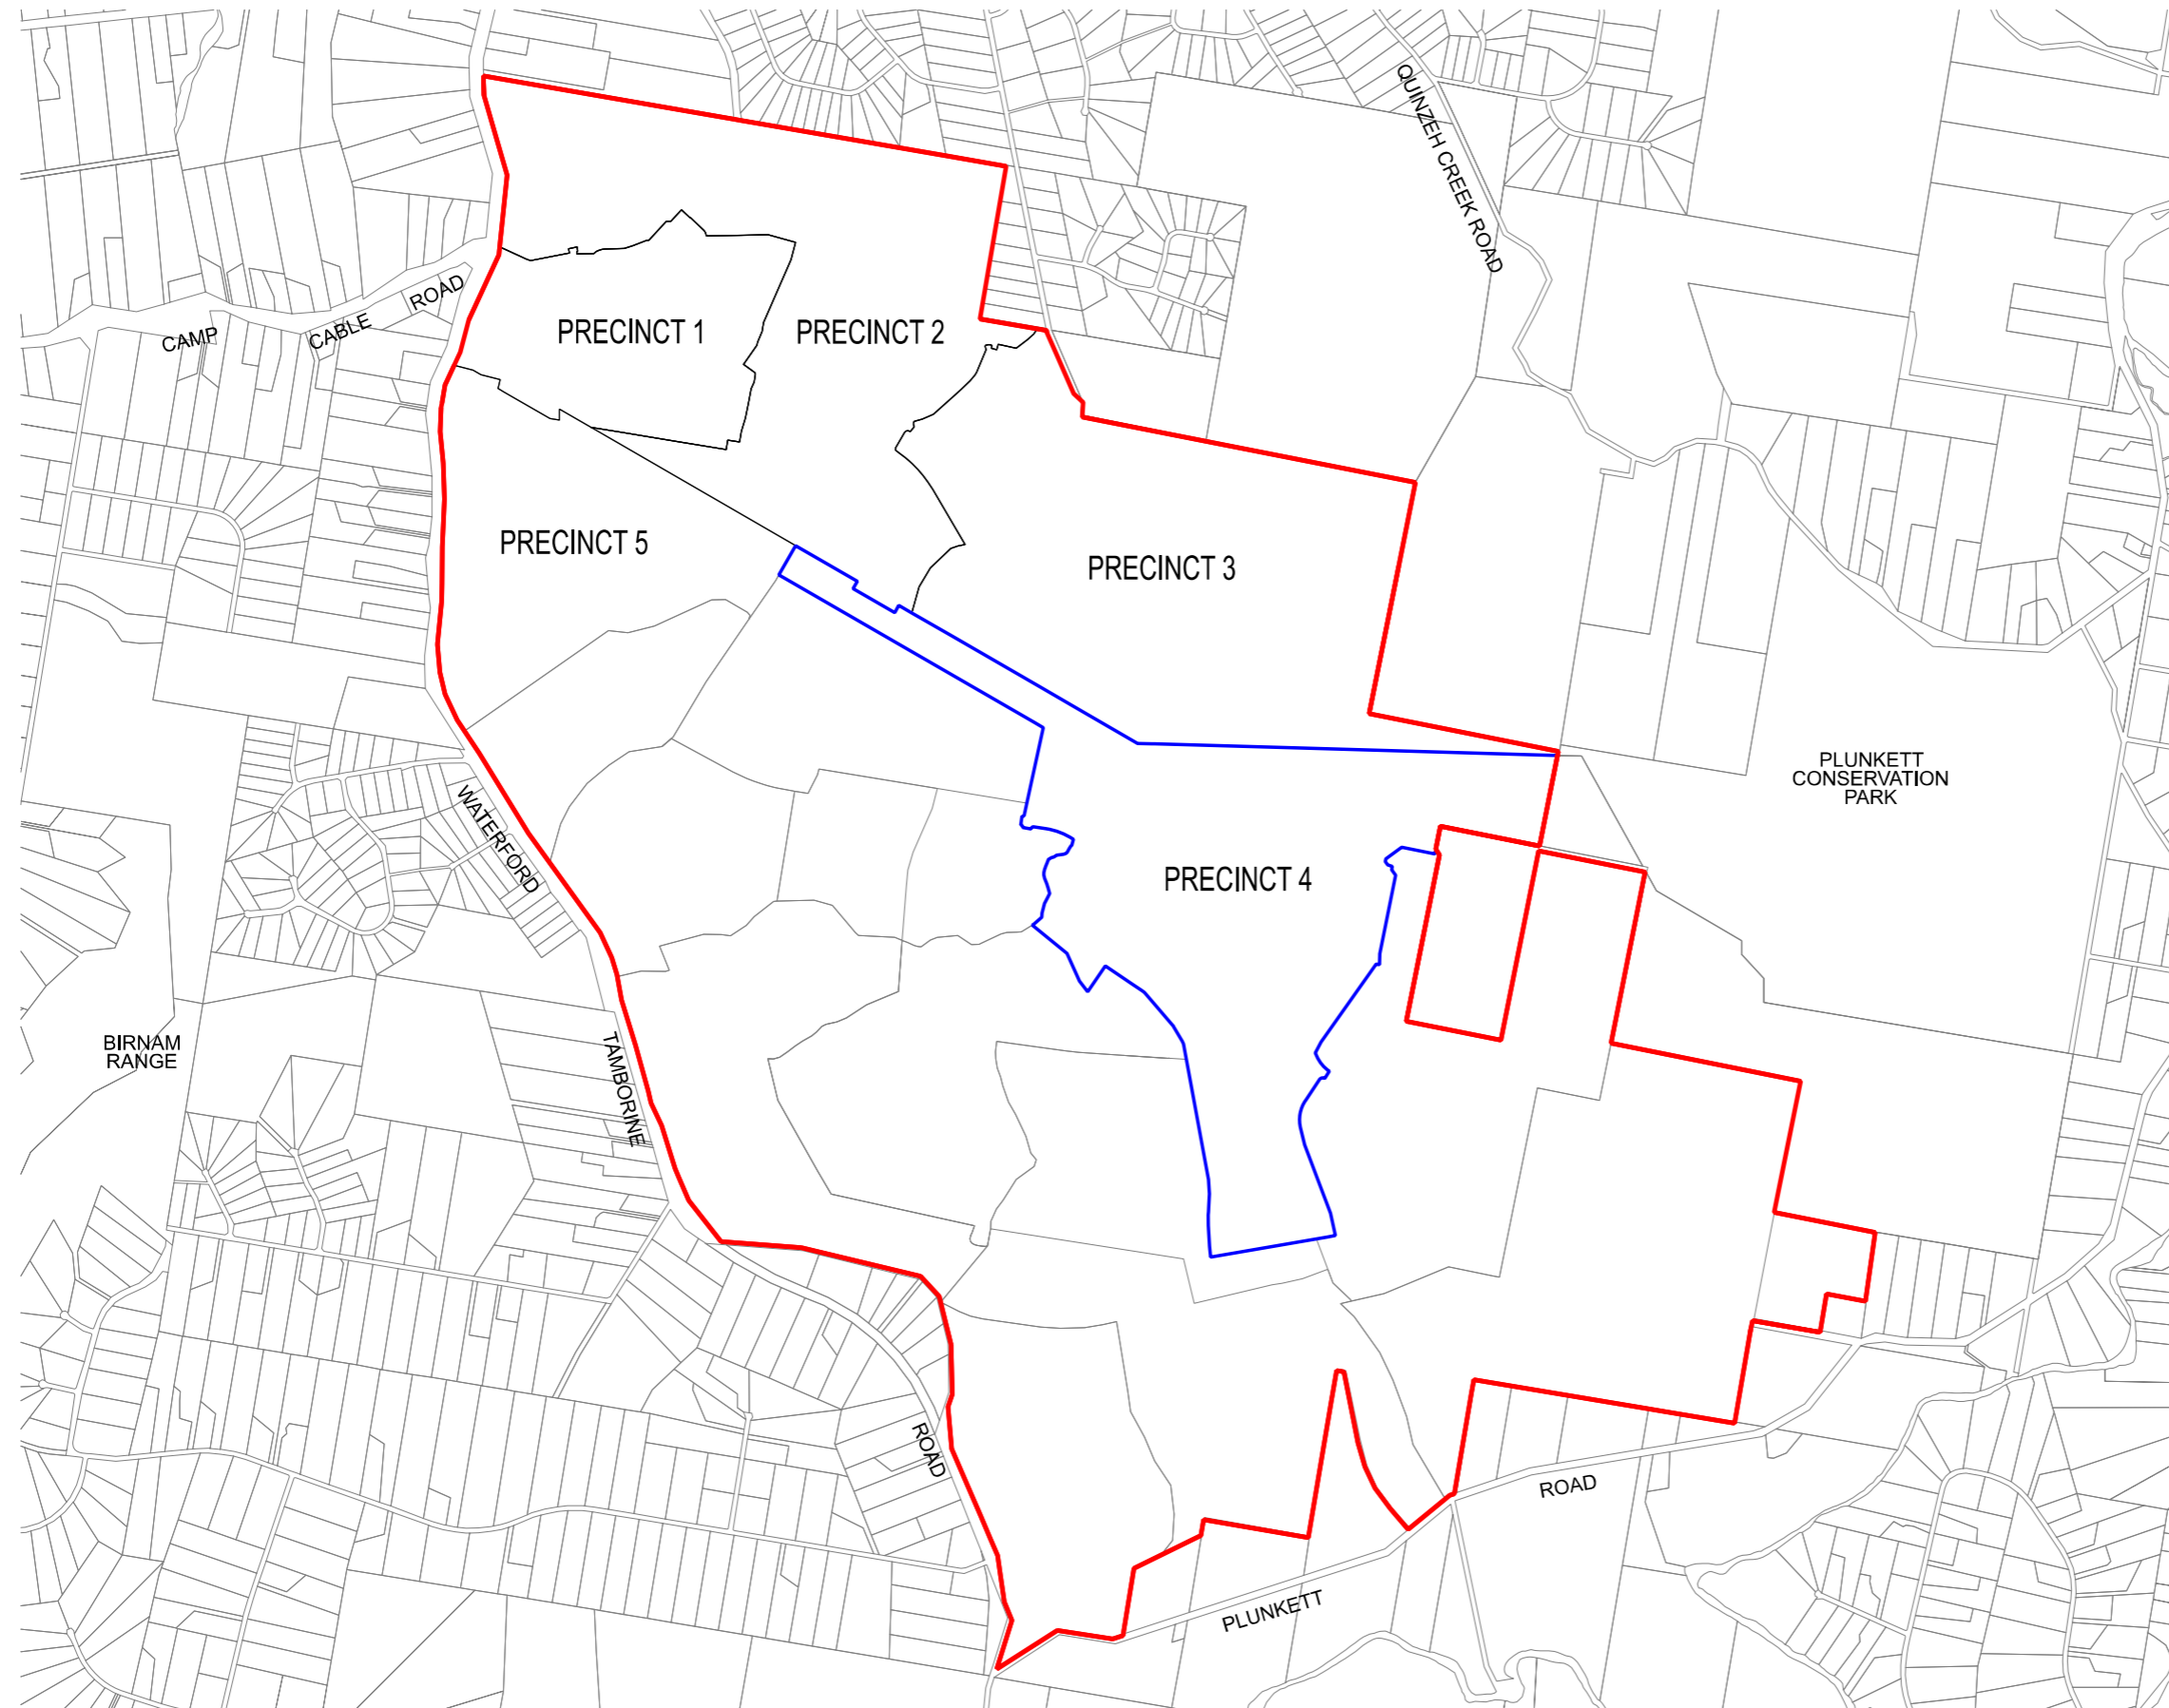 QUINZEH CREEK ROAD
CAMP CABLE ROAD
PRECINCT 1
PRECINCT 2
PRECINCT 5
PRECINCT 3
PLUNKETT
CONSERVATION
PARK
WATERFORD
PRECINCT 4
BIRNAM
RANGE
TAMBORINE
ROAD
ROAD
PLUNKETT